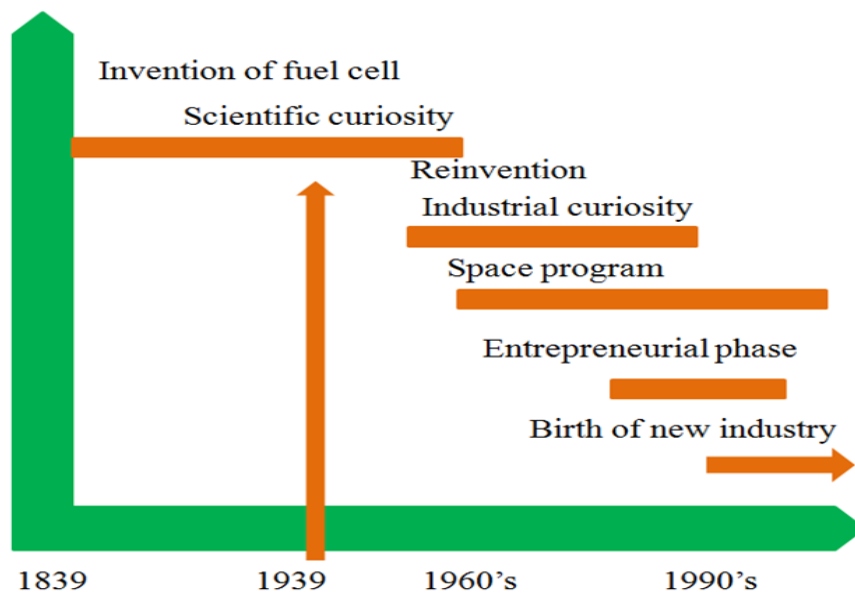 Invention of fuel cell
Scientific curiosity
Reinvention
Industrial curiosity
Space program
Entrepreneurial phase
Birth of new industry
1839 1939 1960’s 1990’s